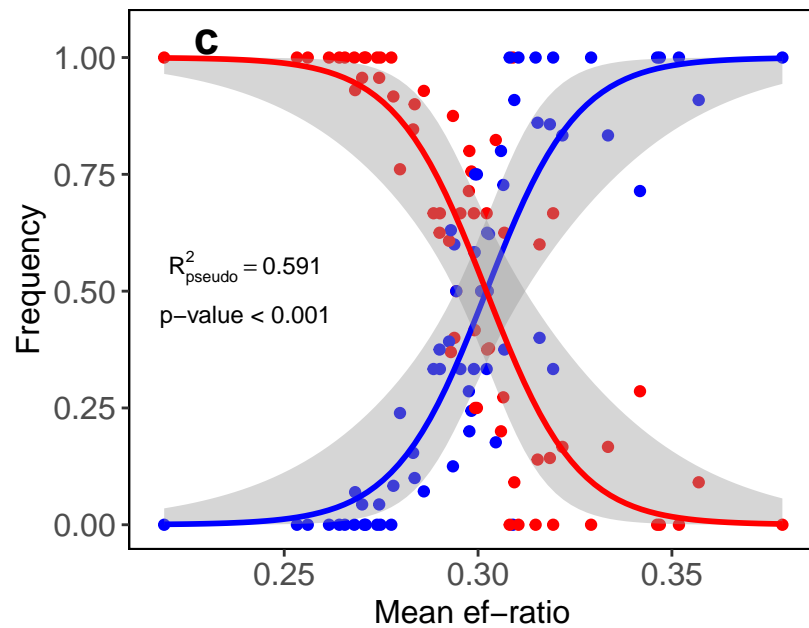 c
1.00
0.75
0.50
0.25
0.00
Frequency
R²pseudo = 0.591
p−value < 0.001
0.25 0.30 0.35
Mean ef−ratio